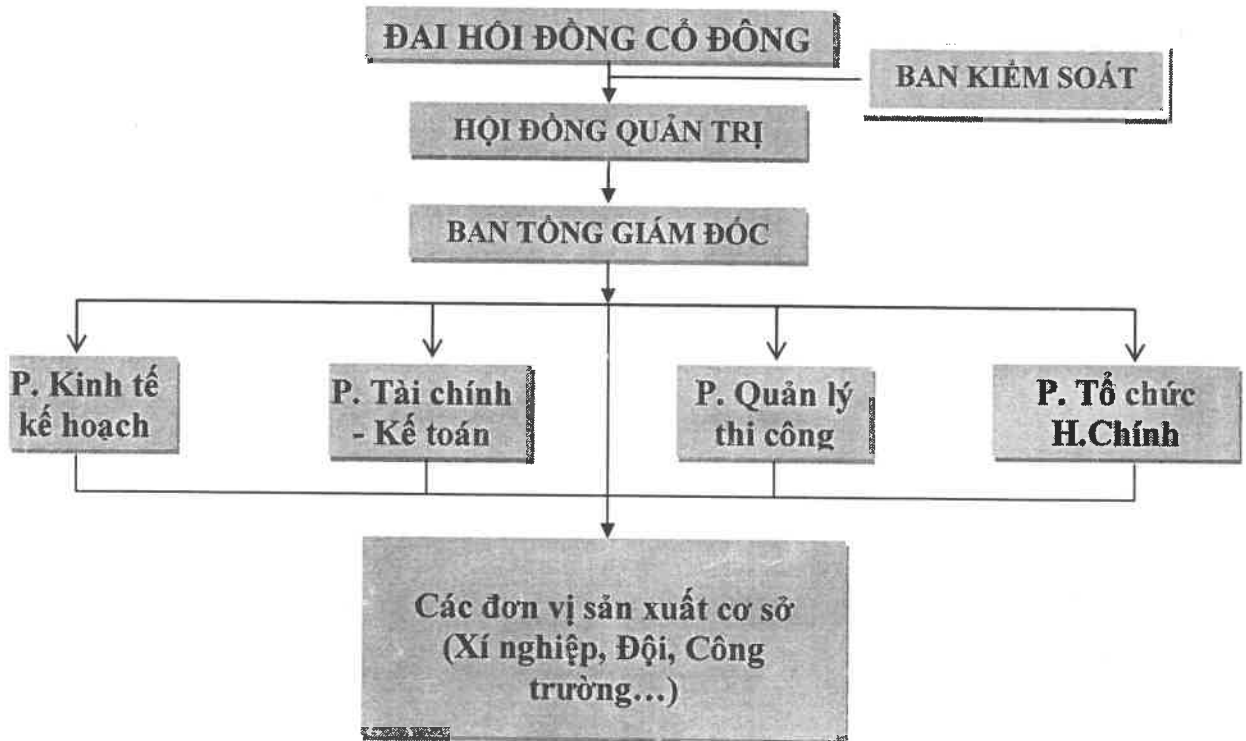 ĐAI HÔI ĐỒNG CỔ ĐÔNG
BAN KIỂM SOÁT
HỘI ĐỒNG QUẢN TRỊ
BAN TỔNG GIÁM ĐỐC
P. Kinh tế
kế hoạch
P. Tài chính
- Kế toán
P. Quản lý
thi công
P. Tổ chức
H.Chính
Các đơn vị sản xuất cơ sở
(Xí nghiệp, Đội, Công
trường...)